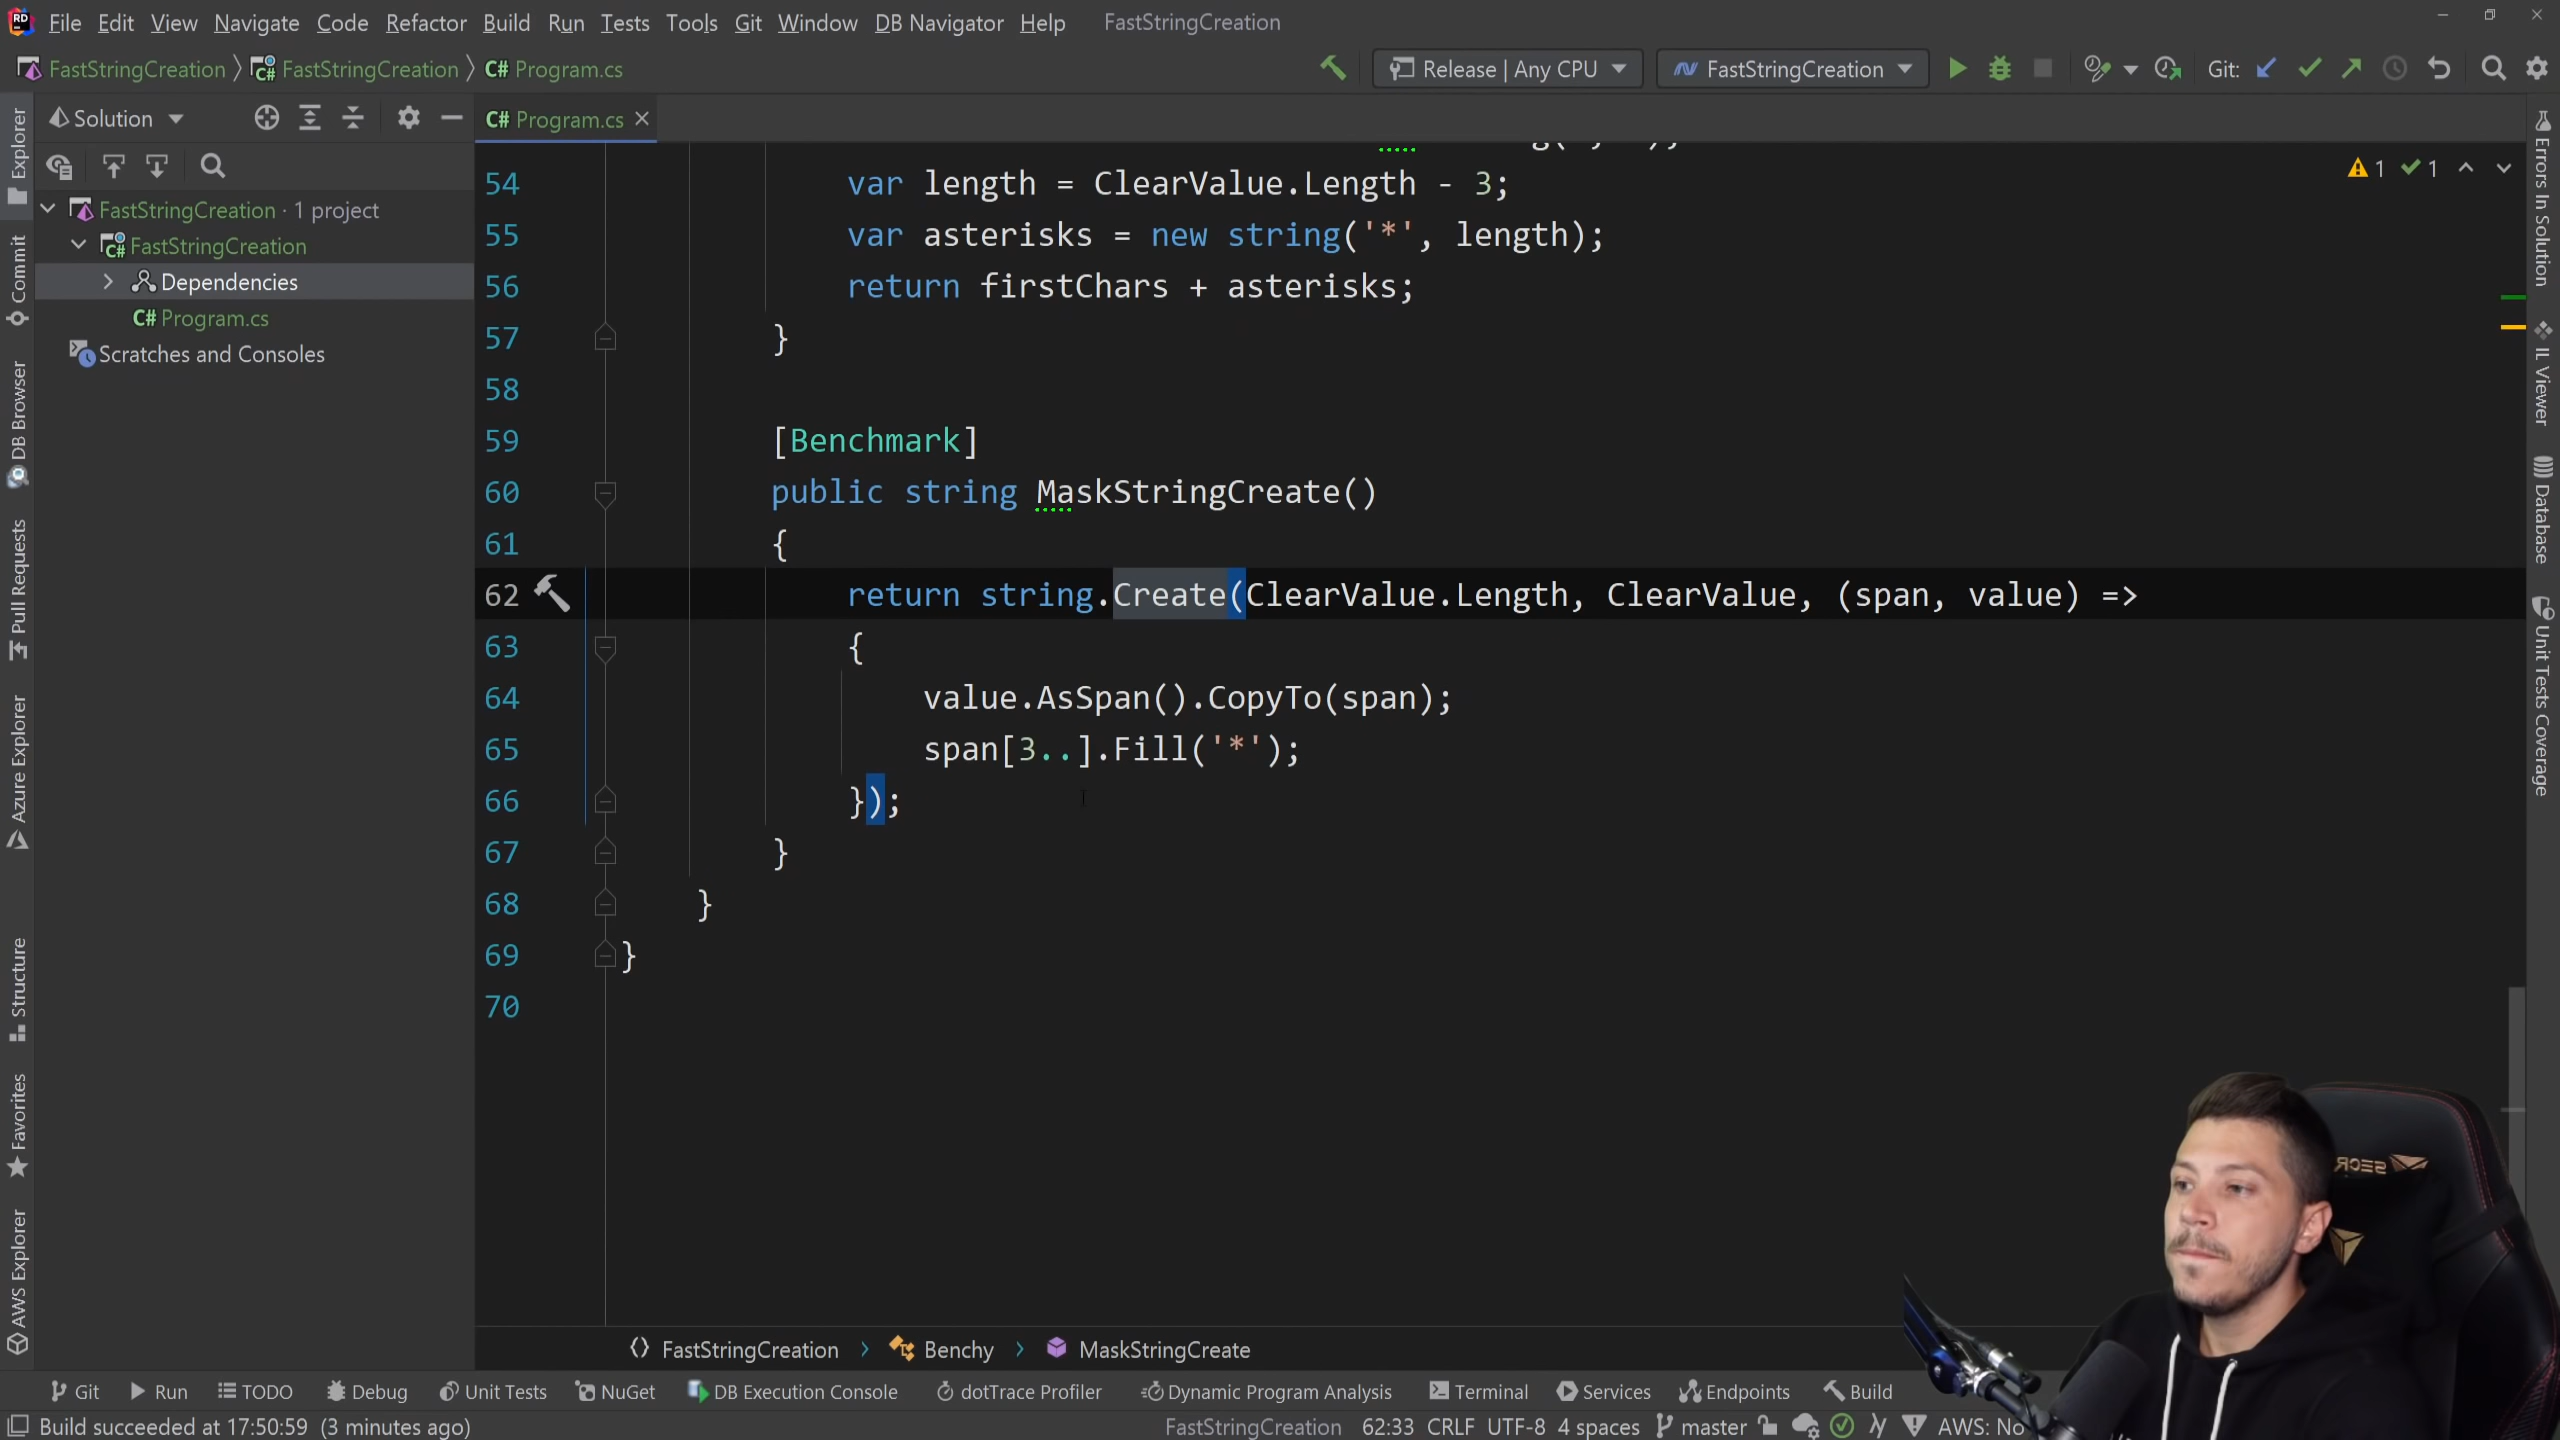 File Edit View Navigate Code Refactor Build Run Tests Tools Git Window DB Navigator Help FastStringCreation
FastStringCreation FastStringCreation C# Program.cs Release | Any CPU FastStringCreation Git:
Solution
C# Program.cs
FastStringCreation · 1 project
FastStringCreation
Dependencies
C# Program.cs
Scratches and Consoles
1 1
54 var length = ClearValue.Length - 3;
55 var asterisks = new string('*', length);
56 return firstChars + asterisks;
57 }
58
59 [Benchmark]
60 public string MaskStringCreate()
61 {
62 return string.Create(ClearValue.Length, ClearValue, (span, value) =>
63 {
64 value.AsSpan().CopyTo(span);
65 span[3..].Fill('*');
66 });
67 }
68 }
69 }
70
Explorer
Commit
DB Browser
Pull Requests
Azure Explorer
Structure
Favorites
AWS Explorer
Errors In Solution
IL Viewer
Database
Unit Tests Coverage
FastStringCreation Benchy MaskStringCreate
Git Run TODO Debug Unit Tests NuGet DB Execution Console dotTrace Profiler Dynamic Program Analysis Terminal Services Endpoints Build
Build succeeded at 17:50:59 (3 minutes ago) FastStringCreation 62:33 CRLF UTF-8 4 spaces master AWS: No